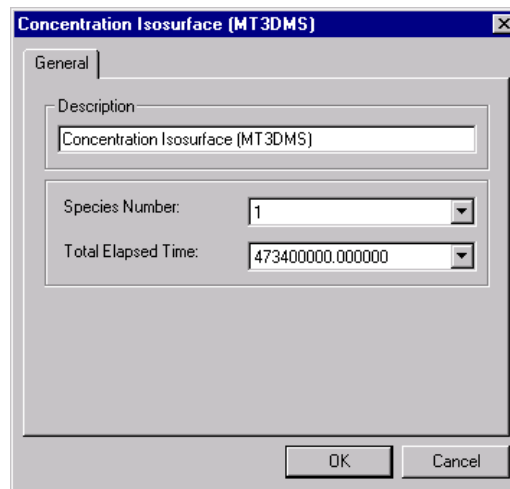 Concentration Isosurface (MT3DMS)
General
Description
Concentration Isosurface (MT3DMS)
Species Number: 1
Total Elapsed Time: 473400000.000000
OK Cancel